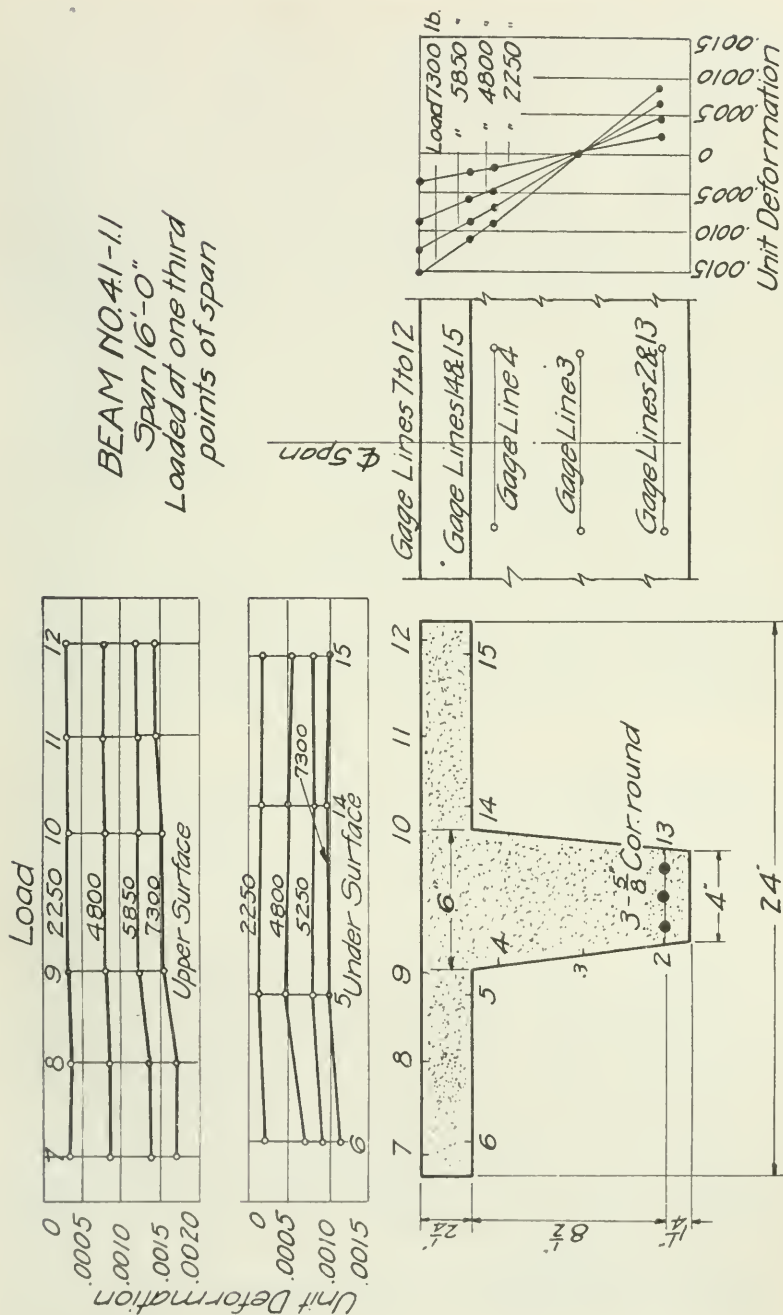 BEAM NO.41-1.1
Span 16'-0"
Loaded at one third
points of span
Load
7 8 9 10 11 12
2250
4800
5850
7300
Upper Surface
0
.0005
.0010
.0020
2250
4800
5250
7300
Under Surface
6 5 14 15
0
.0005
.0010
.0015
Unit Deformation
7 8 9 10 11 12
6 5 14 15
6"
4
3
2
13
3-5/8" Cor. round
4"
24"
2 1/4"
8 1/2"
1 1/4"
℄ Span
Gage Lines 7 to 12
Gage Lines 14 & 15
Gage Line 4
Gage Line 3
Gage Lines 2 & 13
Load 7300 lb.
" 5850 "
" 4800 "
" 2250 "
.0015 .0010 .0005 0 .0005 .0010 .0015
Unit Deformation